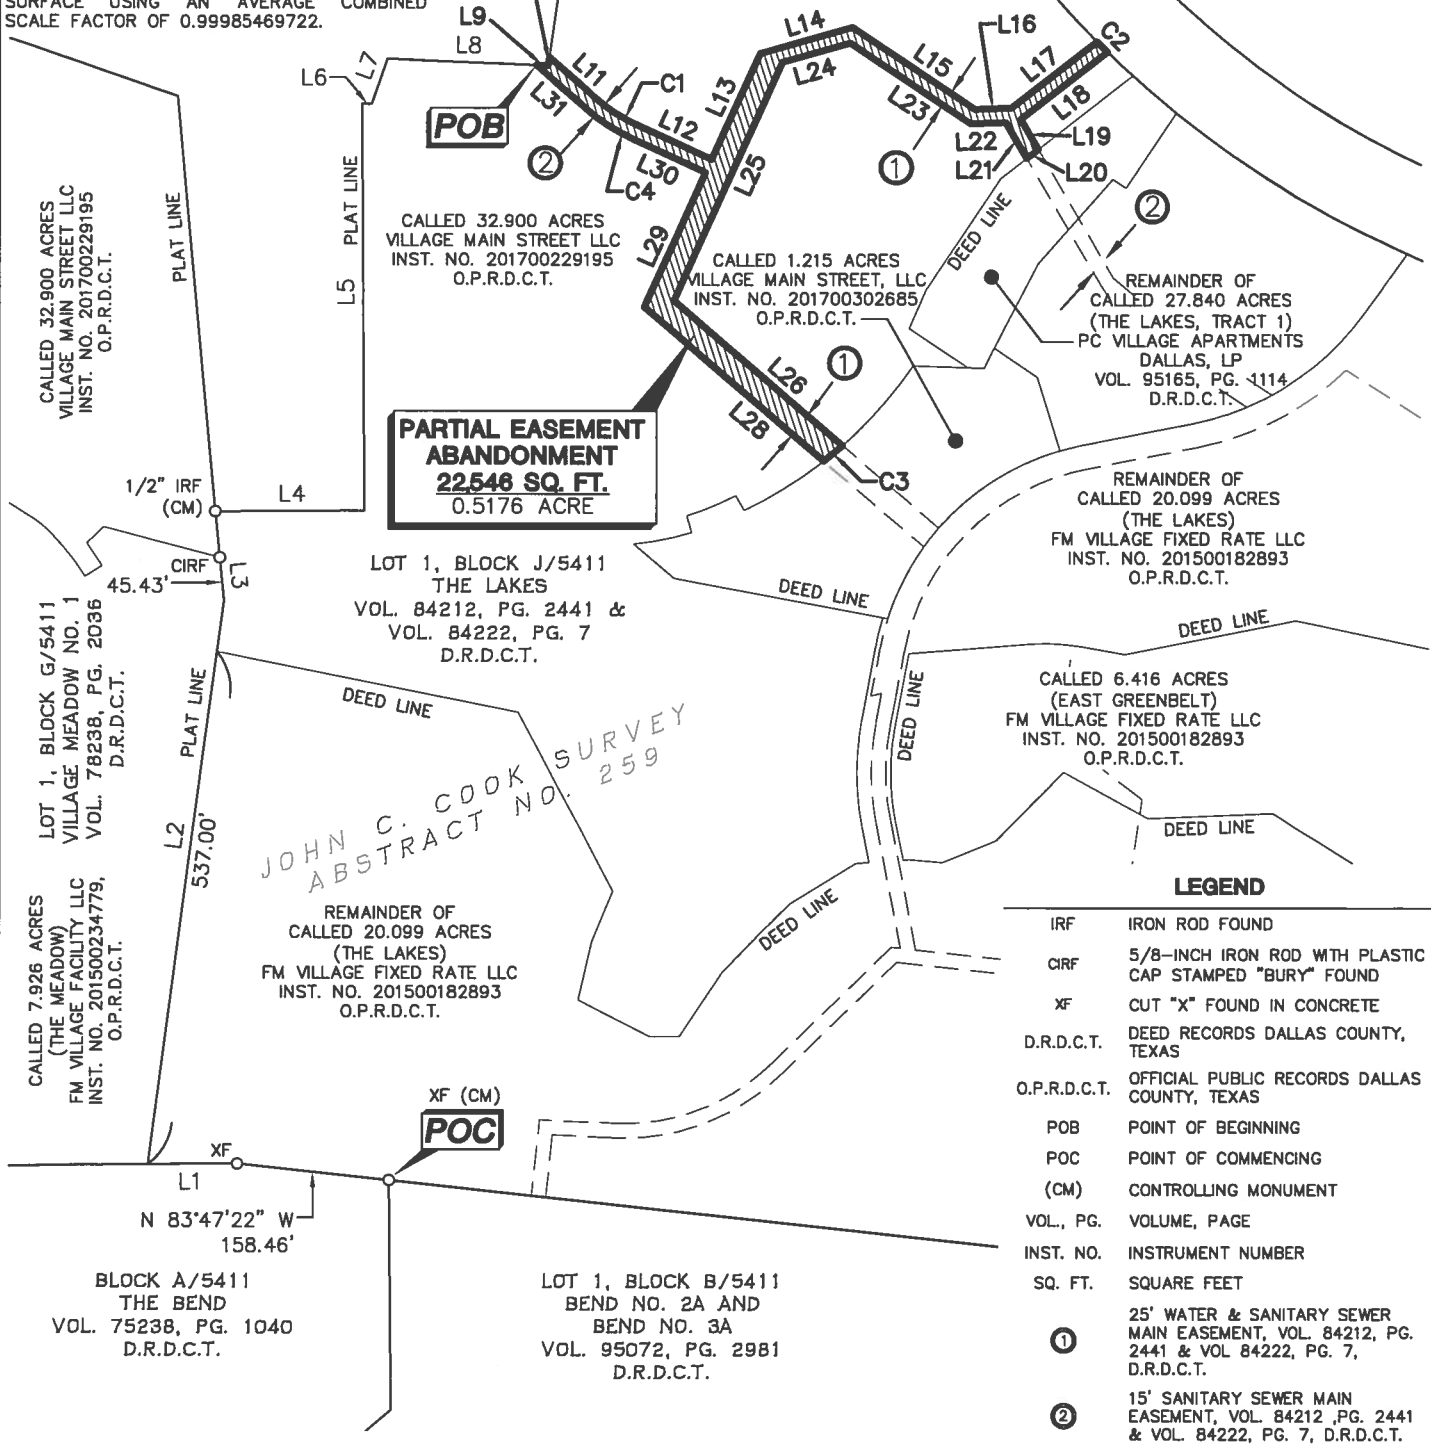 SURFACE USING AN AVERAGE COMBINED
SCALE FACTOR OF 0.99985469722.
L9
L8
L7
L6
L5
PLAT LINE
PLAT LINE
POB
L11
L31
C1
L12
L30
C4
2
L13
L14
L24
L25
L29
L15
L23
L16
L17
C2
L18
L22
L21
L19
L20
1
2
CALLED 32.900 ACRES
VILLAGE MAIN STREET LLC
INST. NO. 201700229195
O.P.R.D.C.T.
CALLED 32.900 ACRES
VILLAGE MAIN STREET LLC
INST. NO. 201700229195
O.P.R.D.C.T.
CALLED 1.215 ACRES
VILLAGE MAIN STREET, LLC
INST. NO. 201700302685
O.P.R.D.C.T.
DEED LINE
REMAINDER OF
CALLED 27.840 ACRES
(THE LAKES, TRACT 1)
PC VILLAGE APARTMENTS
DALLAS, LP
VOL. 95165, PG. 1114
D.R.D.C.T.
L26
1
L28
C3
PARTIAL EASEMENT
ABANDONMENT
22,546 SQ. FT.
0.5176 ACRE
1/2" IRF
(CM)
L4
CIRF
45.43'
L3
LOT 1, BLOCK J/5411
THE LAKES
VOL. 84212, PG. 2441 &
VOL. 84222, PG. 7
D.R.D.C.T.
REMAINDER OF
CALLED 20.099 ACRES
(THE LAKES)
FM VILLAGE FIXED RATE LLC
INST. NO. 201500182893
O.P.R.D.C.T.
DEED LINE
DEED LINE
LOT 1, BLOCK G/5411
VILLAGE MEADOW NO. 1
VOL. 78238, PG. 2036
D.R.D.C.T.
PLAT LINE
DEED LINE
DEED LINE
CALLED 6.416 ACRES
(EAST GREENBELT)
FM VILLAGE FIXED RATE LLC
INST. NO. 201500182893
O.P.R.D.C.T.
JOHN C. COOK SURVEY
ABSTRACT NO. 259
L2
537.00'
DEED LINE
CALLED 7.926 ACRES
(THE MEADOW)
FM VILLAGE FACILITY LLC
INST. NO. 201500234779,
O.P.R.D.C.T.
REMAINDER OF
CALLED 20.099 ACRES
(THE LAKES)
FM VILLAGE FIXED RATE LLC
INST. NO. 201500182893
O.P.R.D.C.T.
DEED LINE
XF (CM)
POC
XF
L1
N 83°47'22" W
158.46'
BLOCK A/5411
THE BEND
VOL. 75238, PG. 1040
D.R.D.C.T.
LOT 1, BLOCK B/5411
BEND NO. 2A AND
BEND NO. 3A
VOL. 95072, PG. 2981
D.R.D.C.T.
LEGEND
IRF IRON ROD FOUND
CIRF 5/8-INCH IRON ROD WITH PLASTIC
CAP STAMPED "BURY" FOUND
XF CUT "X" FOUND IN CONCRETE
D.R.D.C.T. DEED RECORDS DALLAS COUNTY,
TEXAS
O.P.R.D.C.T. OFFICIAL PUBLIC RECORDS DALLAS
COUNTY, TEXAS
POB POINT OF BEGINNING
POC POINT OF COMMENCING
(CM) CONTROLLING MONUMENT
VOL., PG. VOLUME, PAGE
INST. NO. INSTRUMENT NUMBER
SQ. FT. SQUARE FEET
1 25' WATER & SANITARY SEWER
MAIN EASEMENT, VOL. 84212, PG.
2441 & VOL 84222, PG. 7,
D.R.D.C.T.
2 15' SANITARY SEWER MAIN
EASEMENT, VOL. 84212 ,PG. 2441
& VOL. 84222, PG. 7, D.R.D.C.T.